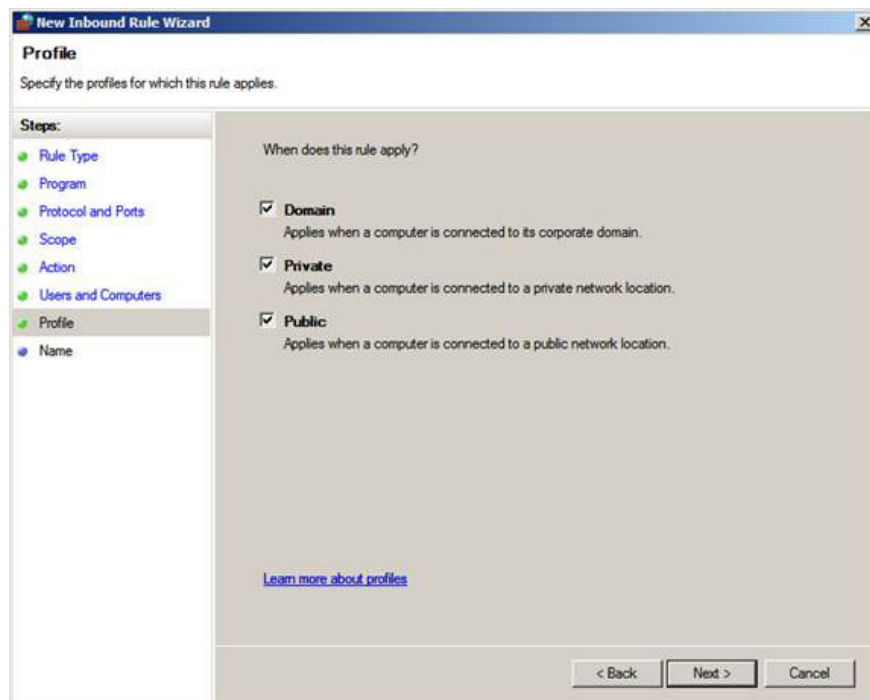 New Inbound Rule Wizard
Profile
Specify the profiles for which this rule applies.
Steps:
Rule Type
Program
Protocol and Ports
Scope
Action
Users and Computers
Profile
Name
When does this rule apply?
Domain
Applies when a computer is connected to its corporate domain.
Private
Applies when a computer is connected to a private network location.
Public
Applies when a computer is connected to a public network location.
Learn more about profiles
< Back
Next >
Cancel